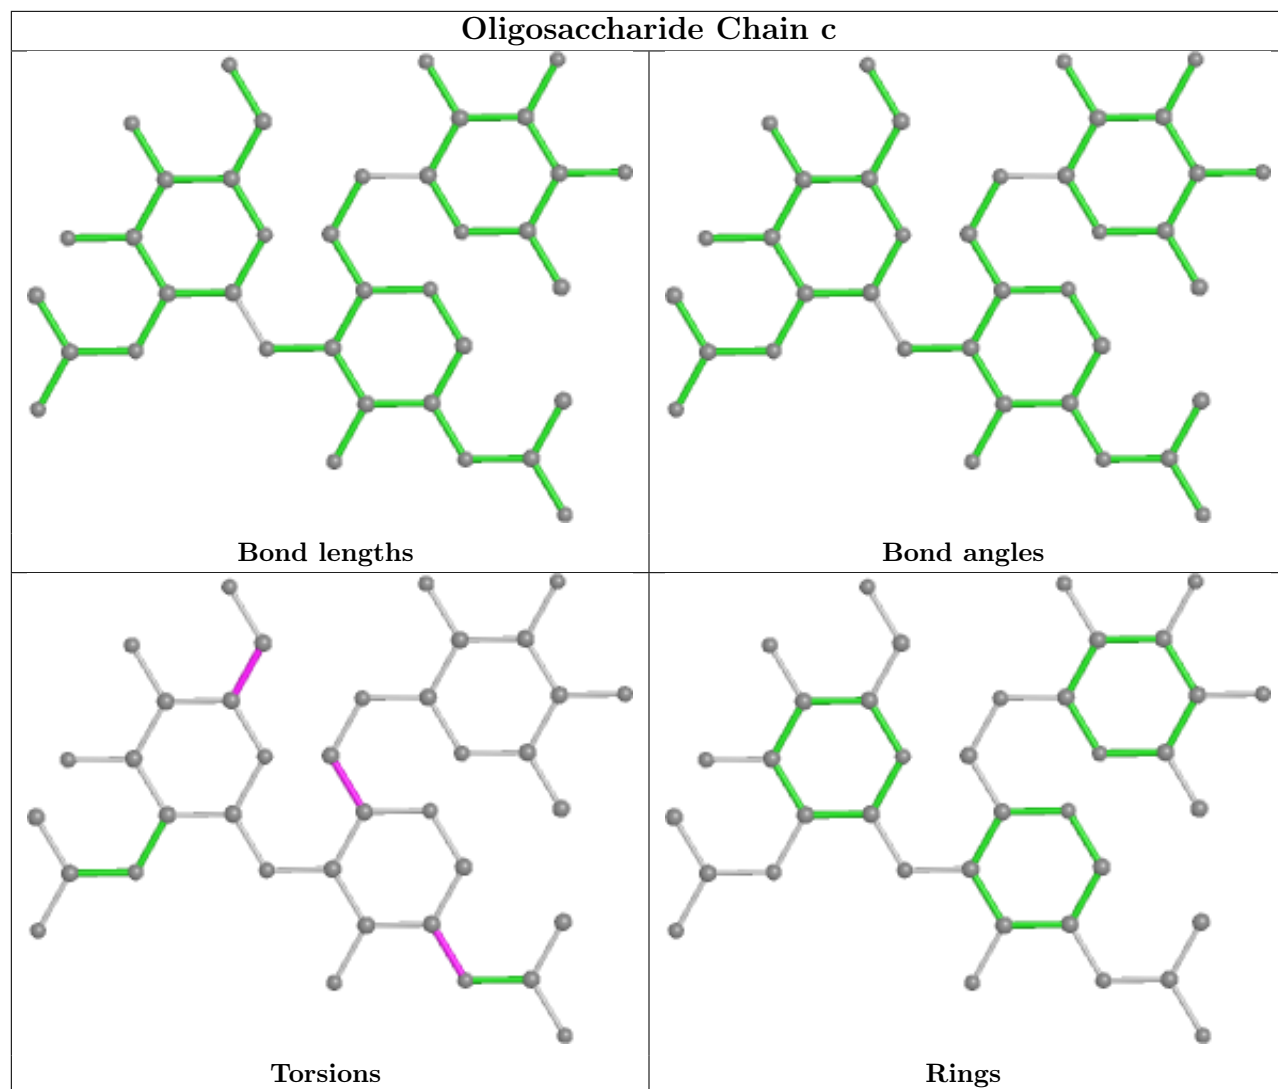 Oligosaccharide Chain c
Bond lengths
Bond angles
Torsions
Rings